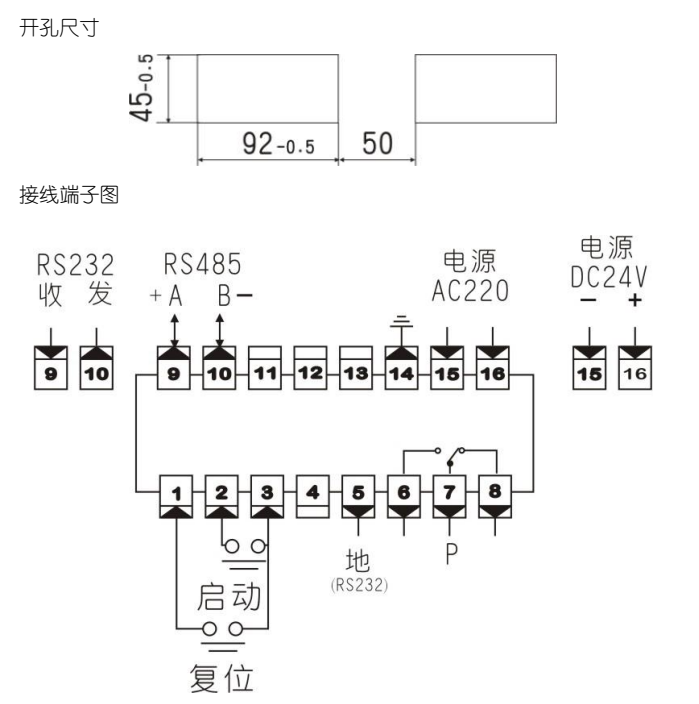 开孔尺寸
45-0.5
92-0.5 50
接线端子图
RS232 RS485 电源 电源
收 发 +A B- AC220 DC24V
- +
9 10 9 10 11 12 13 14 15 16 15 16
1 2 3 4 5 6 7 8
地 P
(RS232)
启动
复位